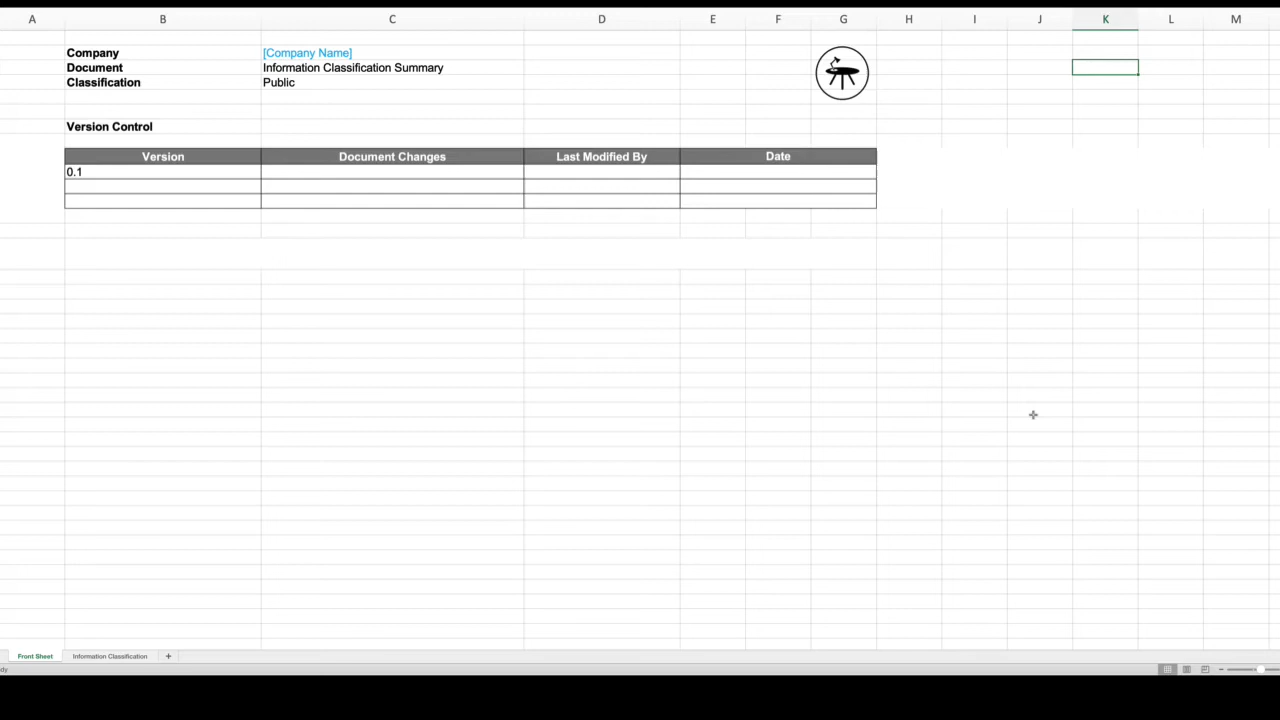 A B C D E F G H I J K L M
Company [Company Name]
Document Information Classification Summary
Classification Public
Version Control
Version Document Changes Last Modified By Date
0.1
Front Sheet Information Classification +
dy